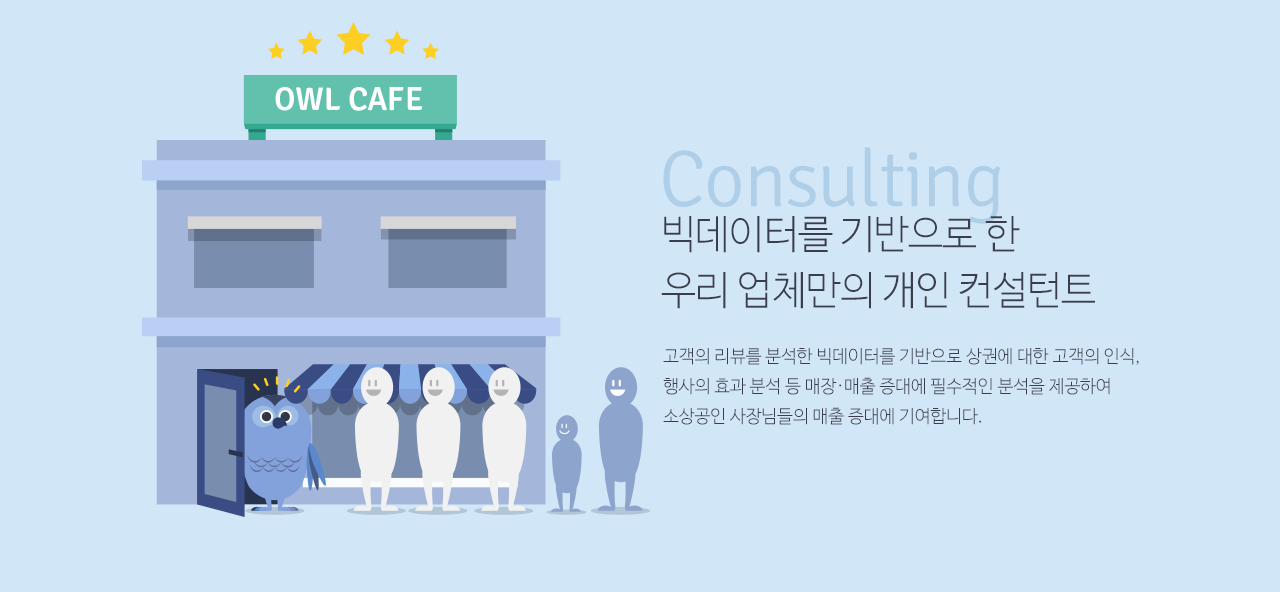 OWL CAFE
Consulting
빅데이터를 기반으로 한
우리 업체만의 개인 컨설턴트
고객의 리뷰를 분석한 빅데이터를 기반으로 상권에 대한 고객의 인식,
행사의 효과 분석 등 매장·매출 증대에 필수적인 분석을 제공하여
소상공인 사장님들의 매출 증대에 기여합니다.